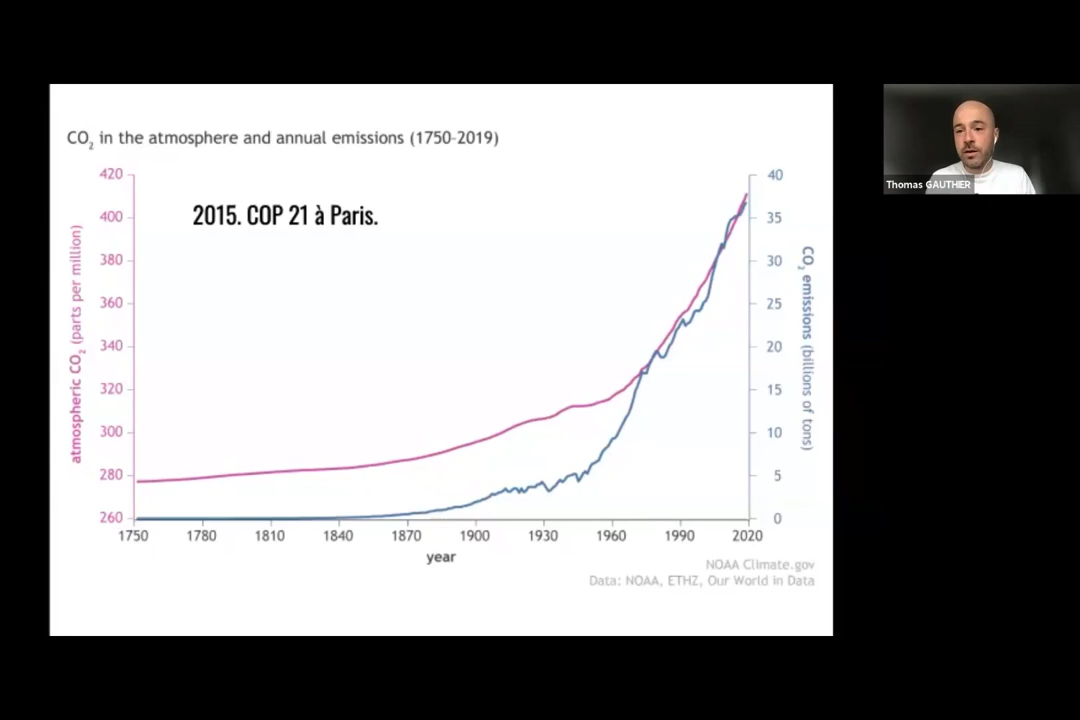 CO₂ in the atmosphere and annual emissions (1750-2019)
2015. COP 21 à Paris.
atmospheric CO₂ (parts per million)
420
400
380
360
340
320
300
280
260
40
35
30
25
20
15
10
5
0
CO₂ emissions (billions of tons)
1750 1780 1810 1840 1870 1900 1930 1960 1990 2020
year
NOAA Climate.gov
Data: NOAA, ETHZ, Our World in Data
Thomas GAUTHIER